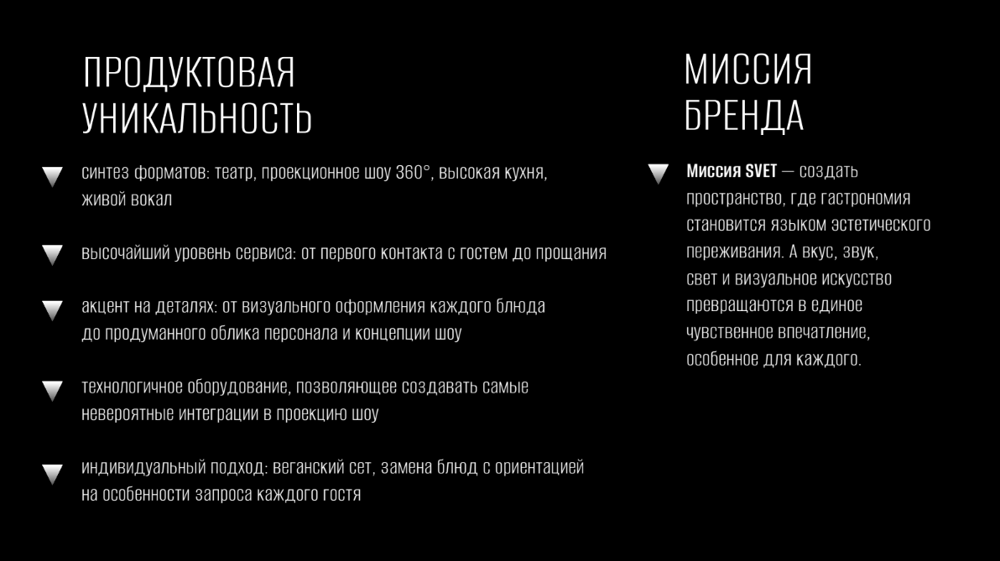 ПРОДУКТОВАЯ
УНИКАЛЬНОСТЬ
синтез форматов: театр, проекционное шоу 360°, высокая кухня,
живой вокал
высочайший уровень сервиса: от первого контакта с гостем до прощания
акцент на деталях: от визуального оформления каждого блюда
до продуманного облика персонала и концепции шоу
технологичное оборудование, позволяющее создавать самые
невероятные интеграции в проекцию шоу
индивидуальный подход: веганский сет, замена блюд с ориентацией
на особенности запроса каждого гостя
МИССИЯ
БРЕНДА
Миссия SVET — создать
пространство, где гастрономия
становится языком эстетического
переживания. А вкус, звук,
свет и визуальное искусство
превращаются в единое
чувственное впечатление,
особенное для каждого.